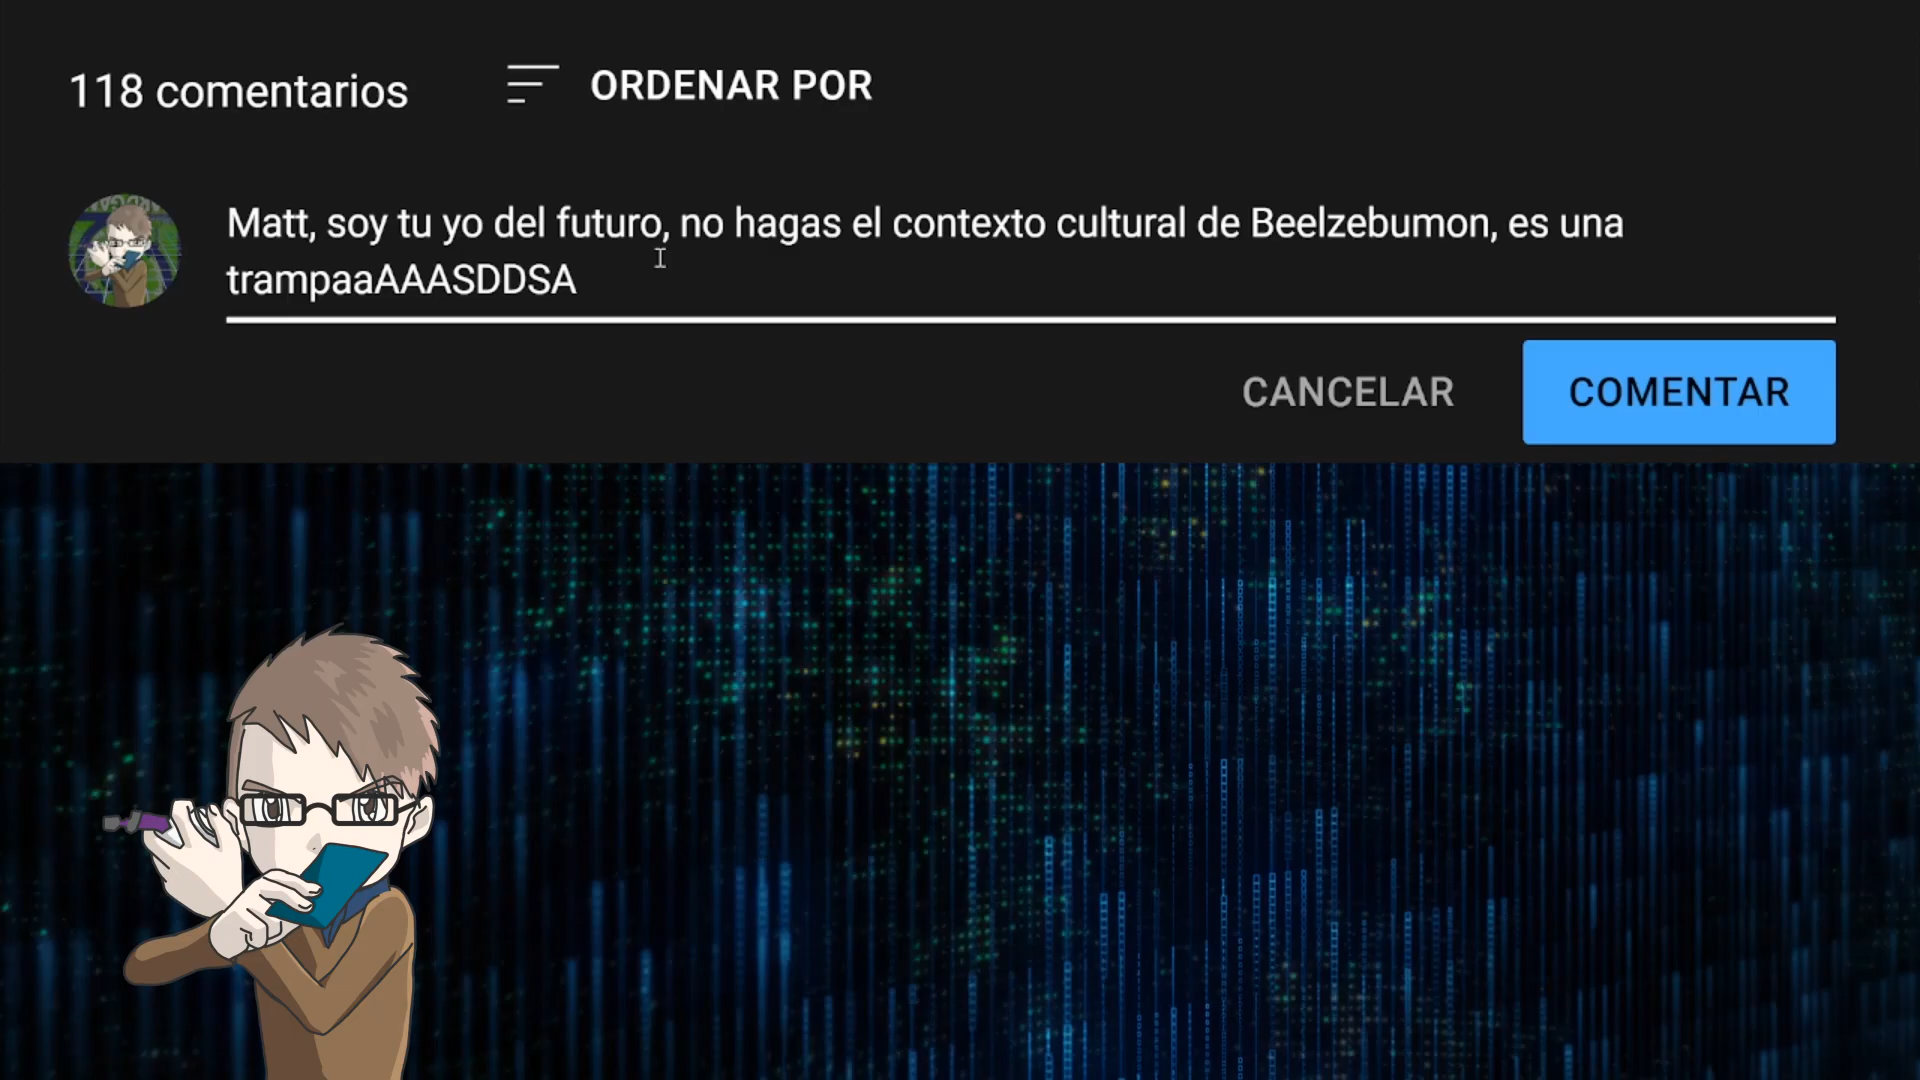 118 comentarios
ORDENAR POR
Matt, soy tu yo del futuro, no hagas el contexto cultural de Beelzebumon, es una
trampaaAAASDDSA
CANCELAR
COMENTAR